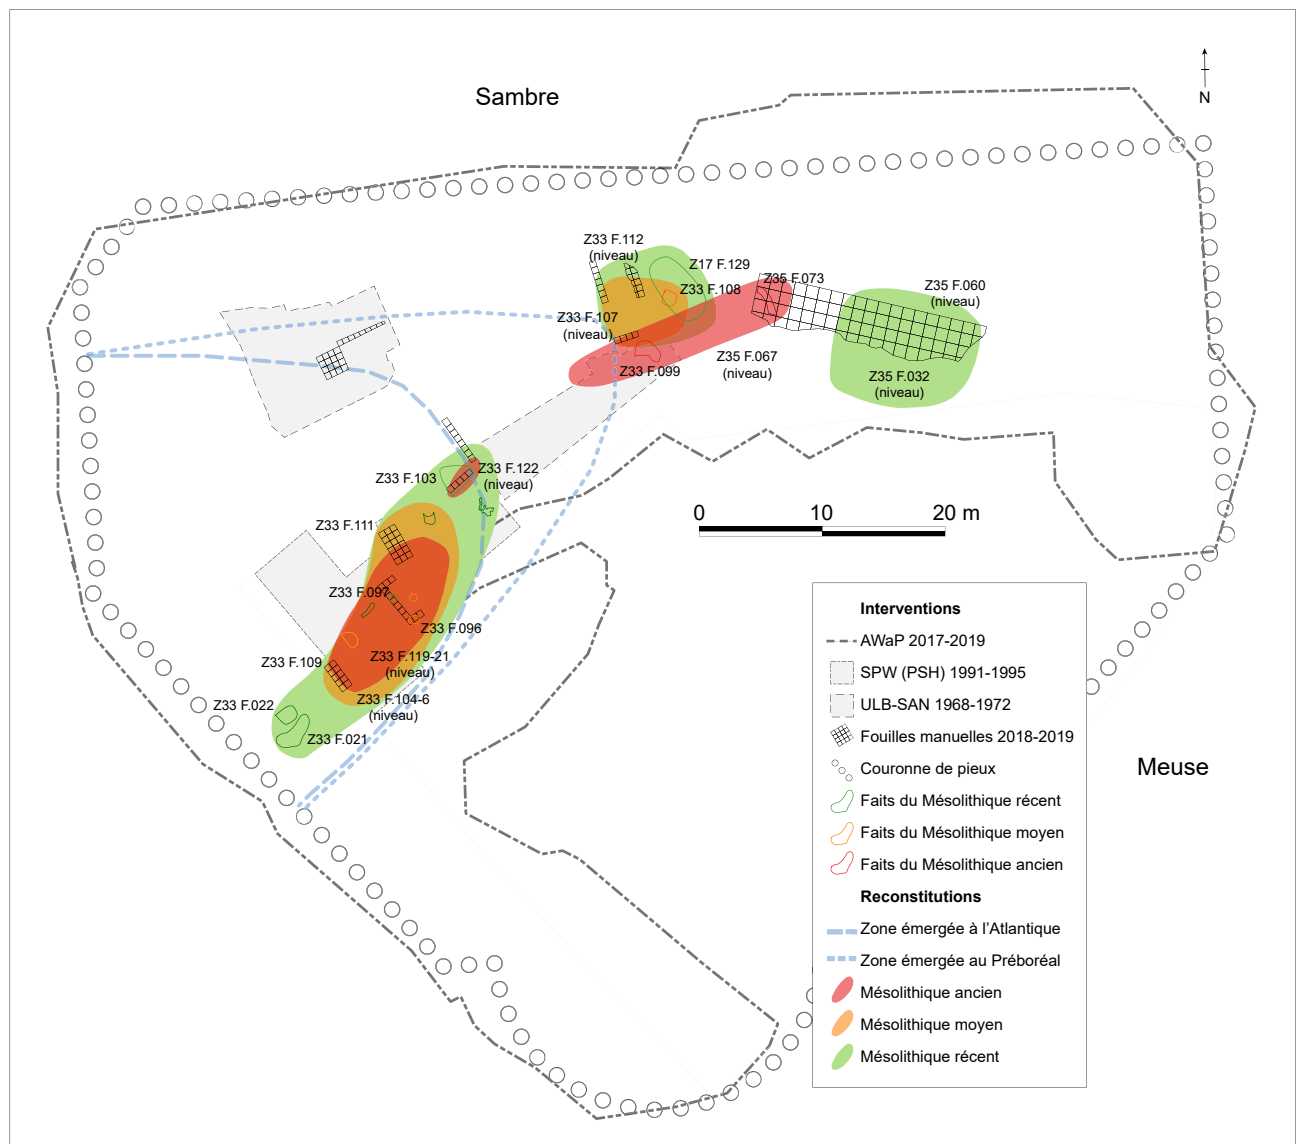 Sambre
N
Z33 F.112
(niveau)
Z17 F.129
Z35 F.073
Z33 F.108
Z35 F.060
(niveau)
Z33 F.107
(niveau)
Z35 F.067
(niveau)
Z33 F.099
Z35 F.032
(niveau)
Z33 F.103
Z33 F.122
(niveau)
Z33 F.111
0
10
20 m
Z33 F.097
Z33 F.096
Z33 F.109
Z33 F.119-21
(niveau)
Z33 F.022
Z33 F.104-6
(niveau)
Z33 F.021
Meuse
Interventions
AWaP 2017-2019
SPW (PSH) 1991-1995
ULB-SAN 1968-1972
Fouilles manuelles 2018-2019
Couronne de pieux
Faits du Mésolithique récent
Faits du Mésolithique moyen
Faits du Mésolithique ancien
Reconstitutions
Zone émergée à l’Atlantique
Zone émergée au Préboréal
Mésolithique ancien
Mésolithique moyen
Mésolithique récent